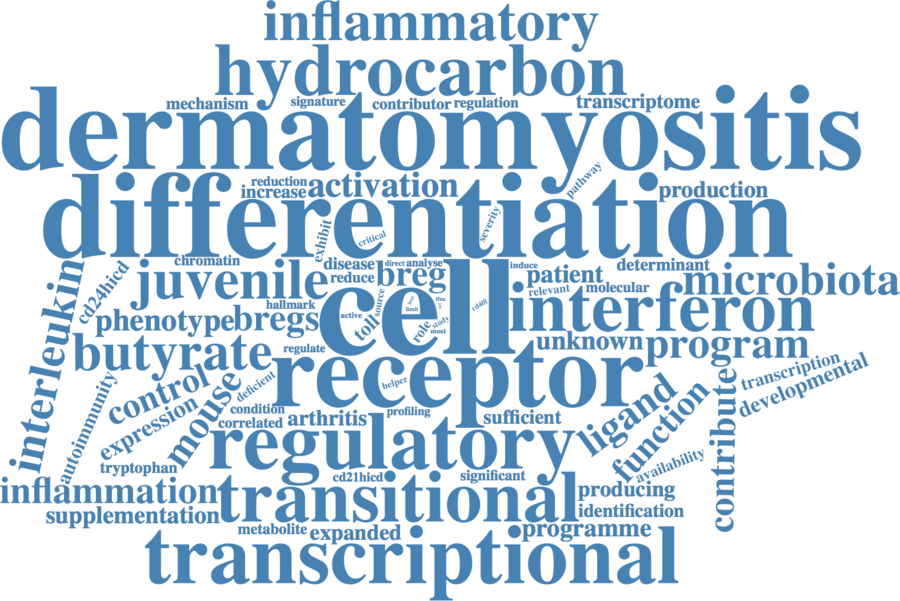 inflammatory
hydrocarbon
mechanism
signature
contributor
regulation
transcriptome
dermatomyositis
reduction
increase
activation
pathway
production
differentiation
exhibit
critical
severity
chromatin
interleukin
cd24hicd
juvenile
disease
direct
analyse
reduce
breg
induce
patient
determinant
relevant
molecular
microbiota
hallmark
phenotype
bregs
active
toll
source
limit
cell
role
study
most
interferon
butyrate
regulate
unknown
program
receptor
helper
transcription
developmental
autoimmunity
control
expression
mouse
deficient
condition
correlated
arthritis
profiling
sufficient
ligand
function
contribute
regulatory
availability
tryptophan
cd21hicd
significant
inflammation
transitional
producing
supplementation
identification
metabolite
expanded
programme
transcriptional